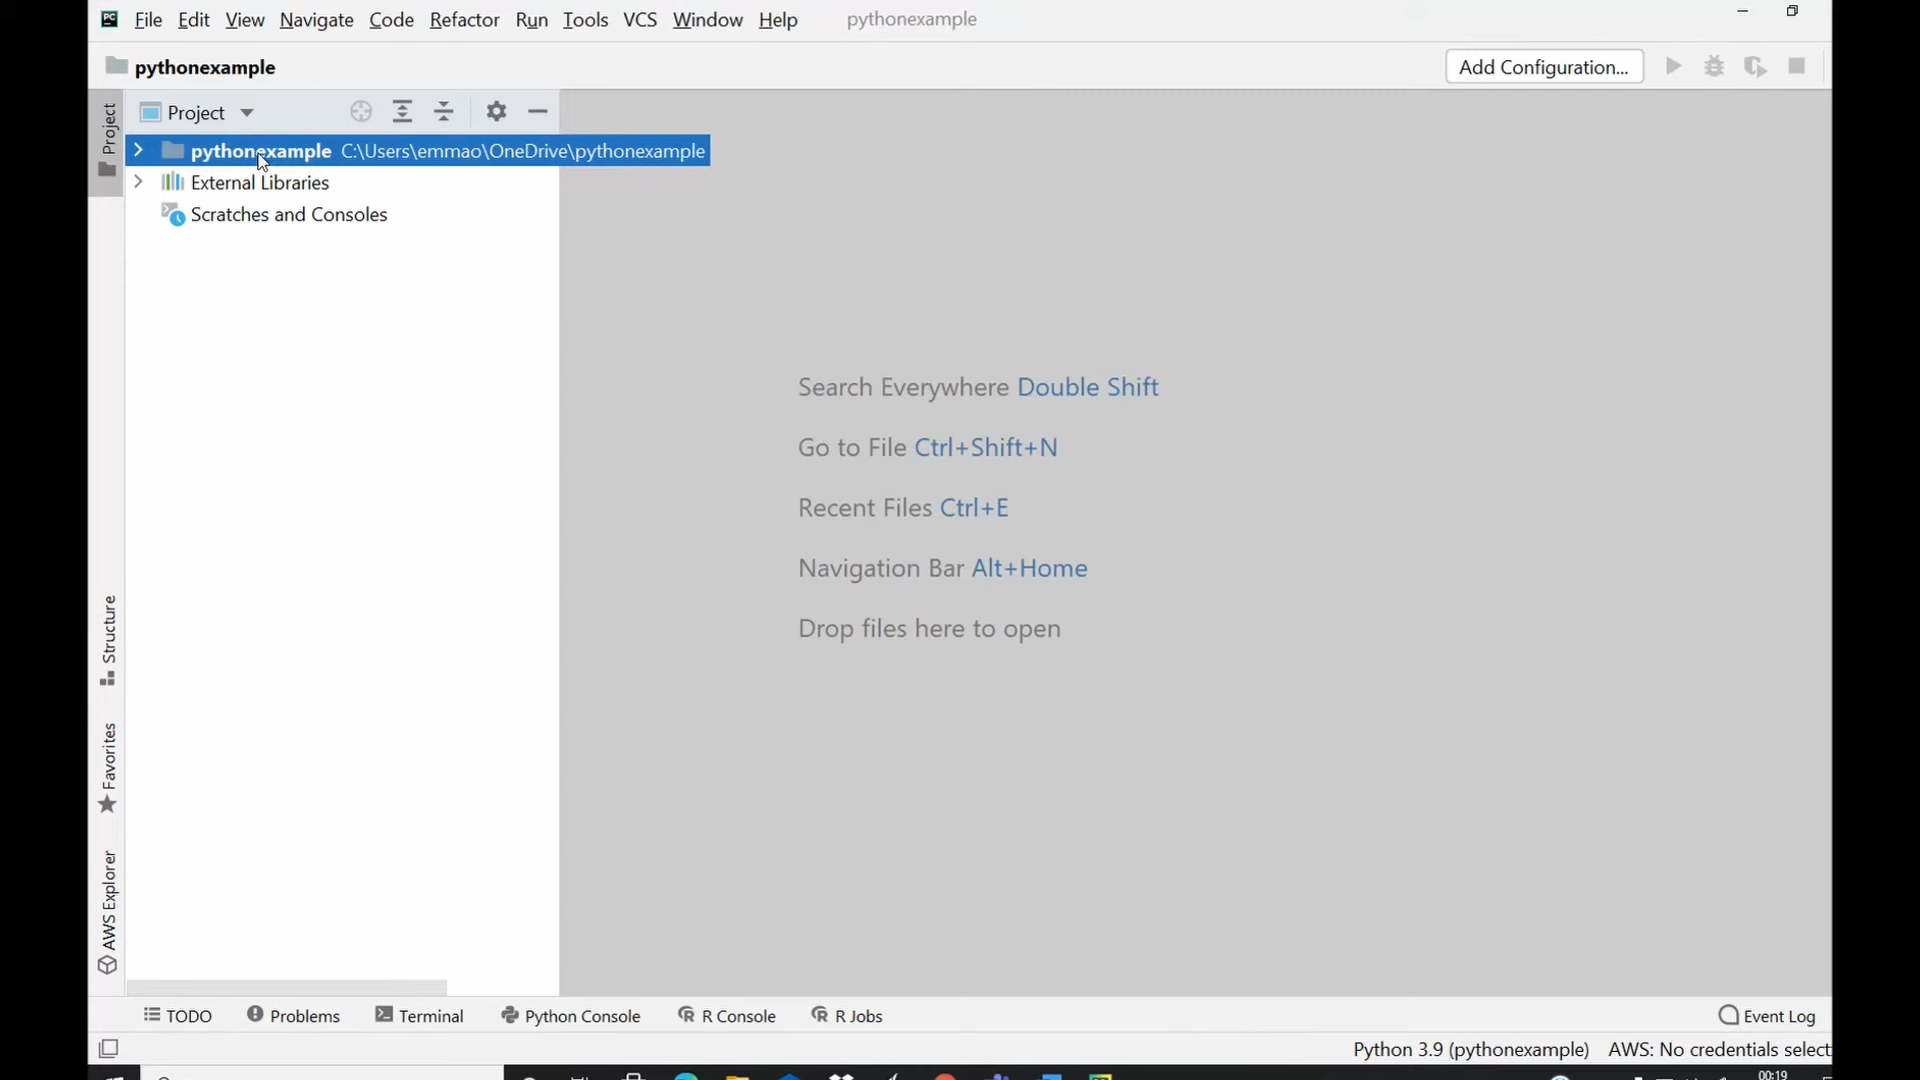 PC File Edit View Navigate Code Refactor Run Tools VCS Window Help pythonexample
pythonexample
Add Configuration...
Project
Project
pythonexample C:\Users\emmao\OneDrive\pythonexample
External Libraries
Scratches and Consoles
Search Everywhere Double Shift
Go to File Ctrl+Shift+N
Recent Files Ctrl+E
Navigation Bar Alt+Home
Drop files here to open
Structure
Favorites
AWS Explorer
TODO Problems Terminal Python Console R Console R Jobs Event Log
Python 3.9 (pythonexample) AWS: No credentials select
00:19